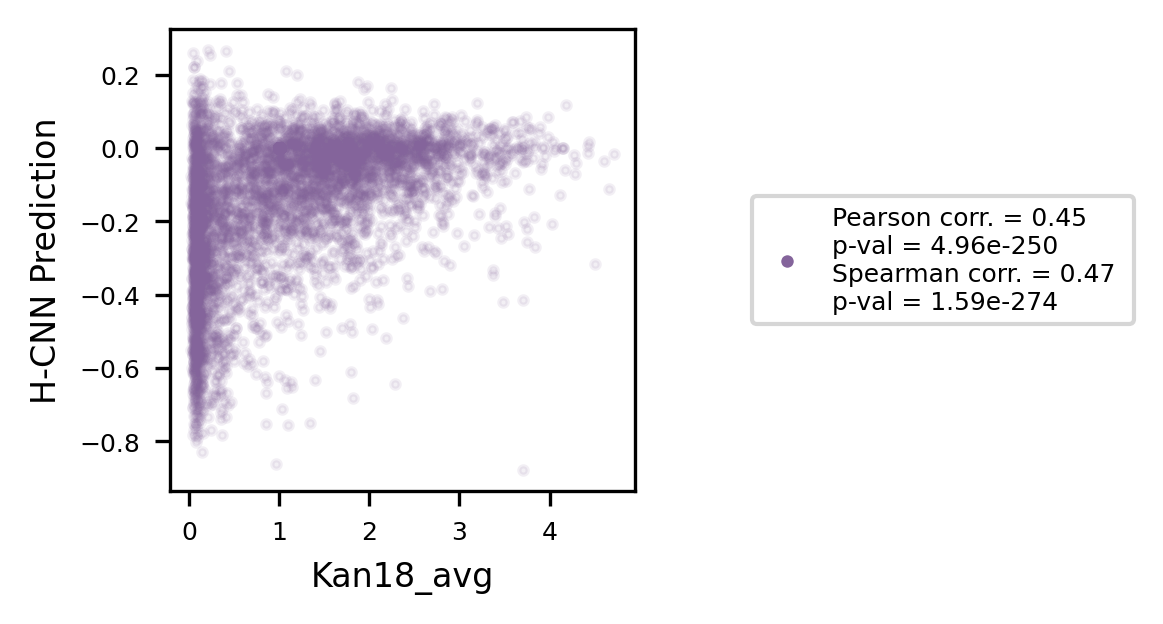 H-CNN Prediction
0.2
0.0
−0.2
−0.4
−0.6
−0.8
0 1 2 3 4
Kan18_avg
Pearson corr. = 0.45
p-val = 4.96e-250
Spearman corr. = 0.47
p-val = 1.59e-274